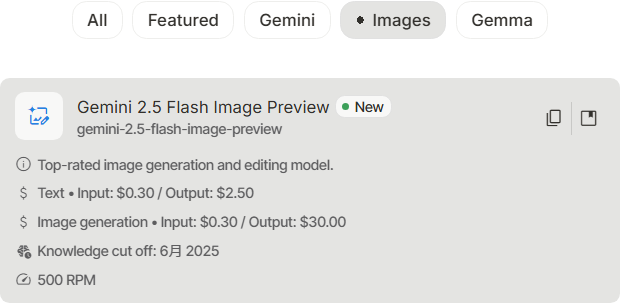 All Featured Gemini Images Gemma
Gemini 2.5 Flash Image Preview New
gemini-2.5-flash-image-preview
Top-rated image generation and editing model.
$ Text • Input: $0.30 / Output: $2.50
$ Image generation • Input: $0.30 / Output: $30.00
Knowledge cut off: 6月 2025
500 RPM